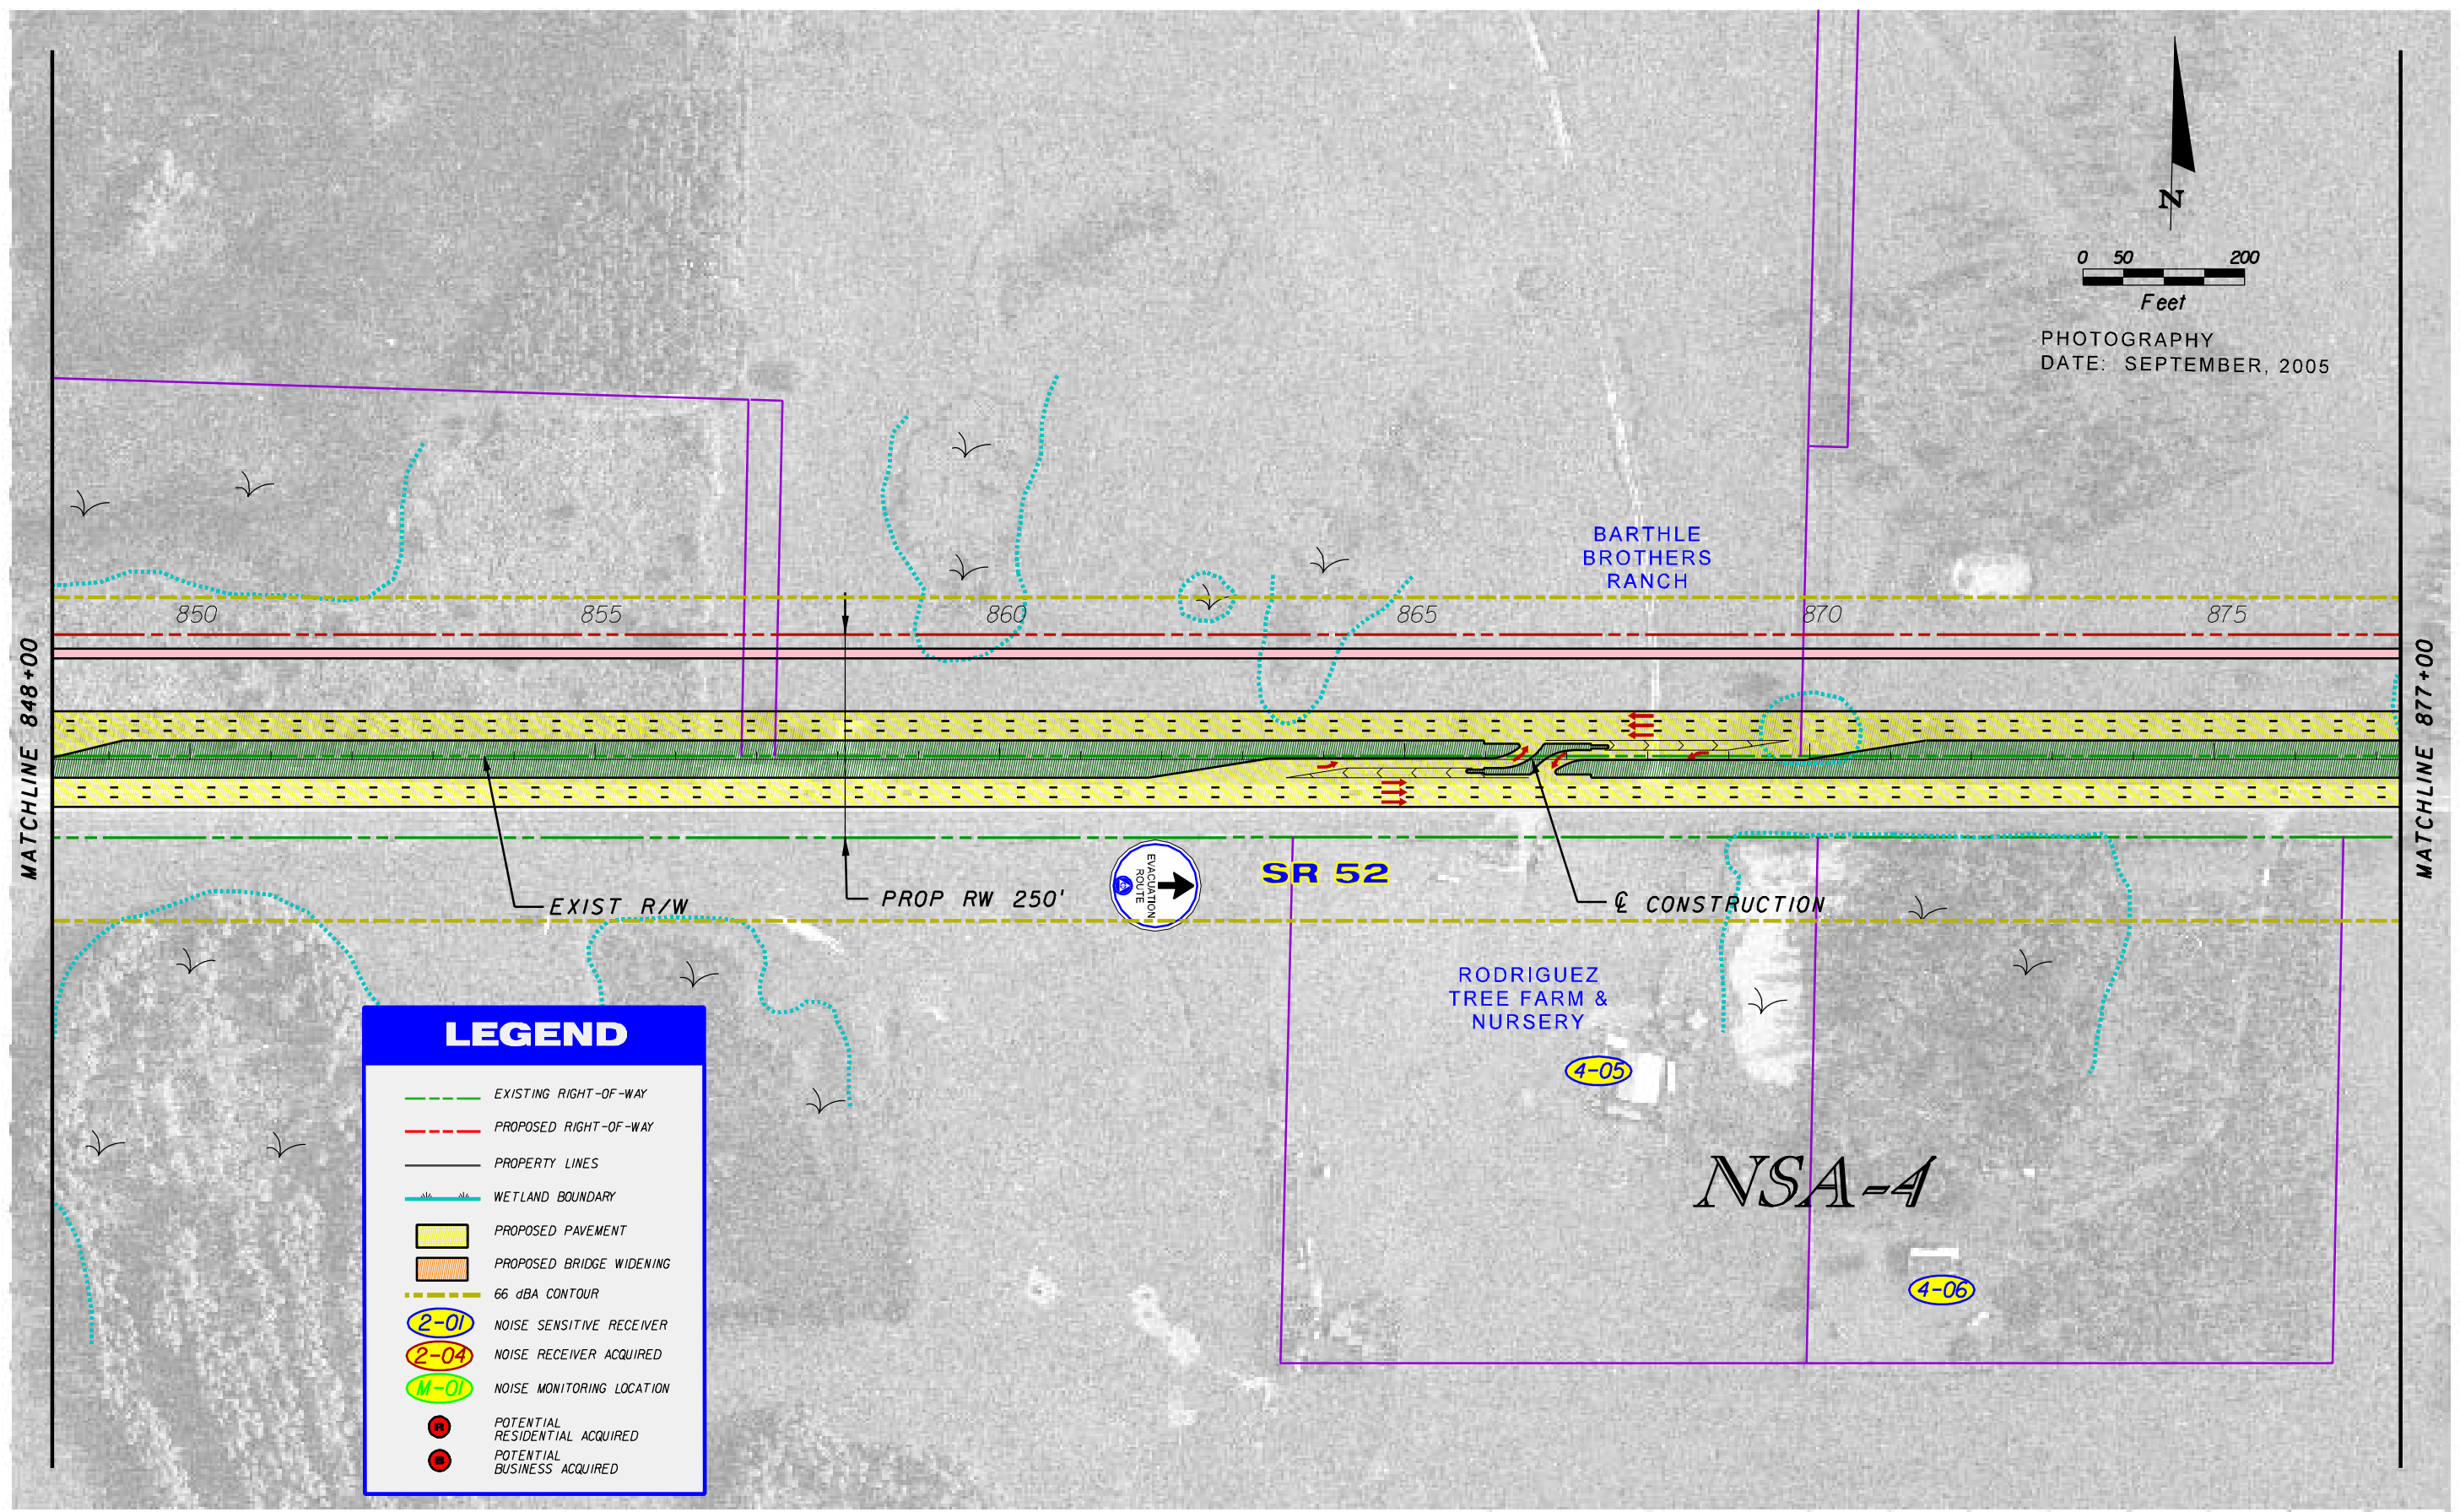 N
0 50 200
Feet
PHOTOGRAPHY
DATE: SEPTEMBER, 2005
BARTHLE
BROTHERS
RANCH
850 855 860 865 870 875
MATCHLINE 848+00
MATCHLINE 877+00
EXIST R/W
PROP RW 250'
EVACUATION
ROUTE
SR 52
℄ CONSTRUCTION
RODRIGUEZ
TREE FARM &
NURSERY
4-05
NSA-4
4-06
LEGEND
EXISTING RIGHT-OF-WAY
PROPOSED RIGHT-OF-WAY
PROPERTY LINES
WETLAND BOUNDARY
PROPOSED PAVEMENT
PROPOSED BRIDGE WIDENING
66 dBA CONTOUR
2-01 NOISE SENSITIVE RECEIVER
2-04 NOISE RECEIVER ACQUIRED
M-01 NOISE MONITORING LOCATION
R POTENTIAL
RESIDENTIAL ACQUIRED
B POTENTIAL
BUSINESS ACQUIRED